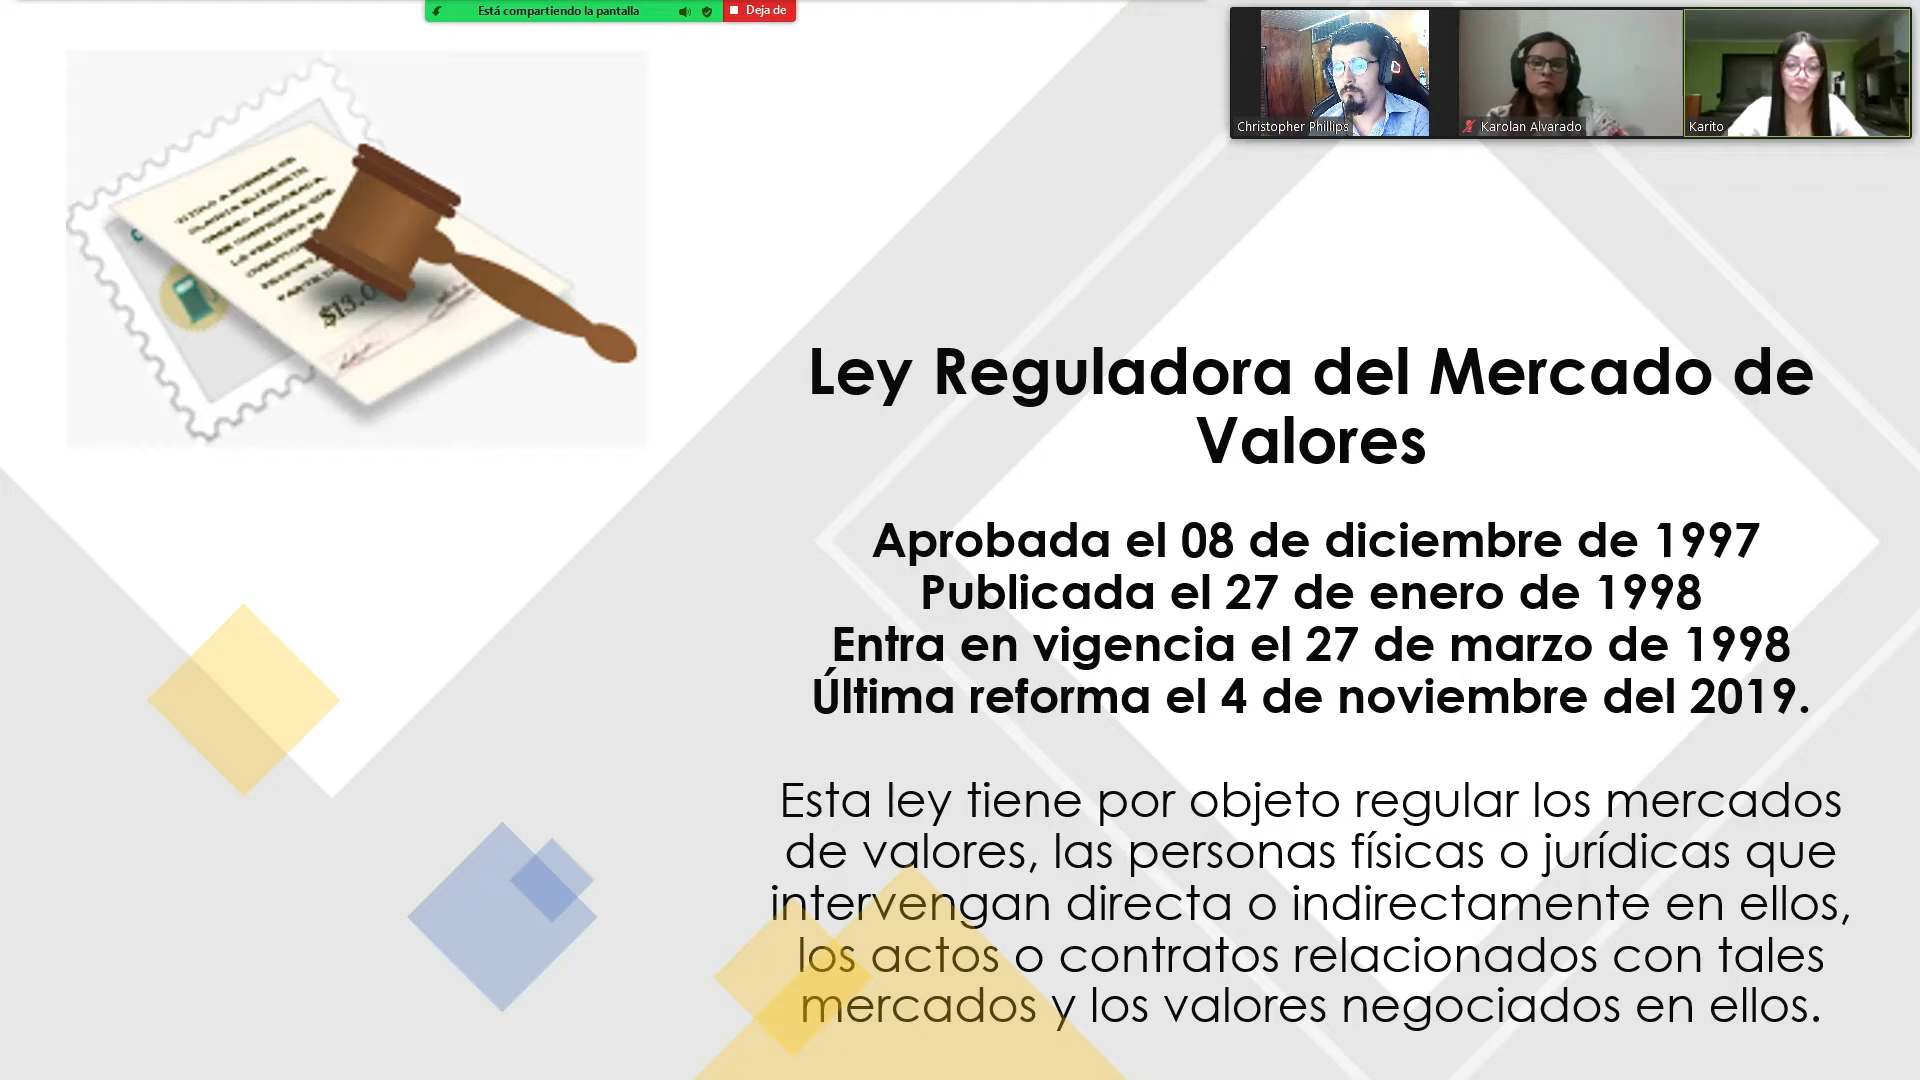 Está compartiendo la pantalla
Deja de
Christopher Phillips
Karolan Alvarado
Karito
$13.0
Ley Reguladora del Mercado de
Valores
Aprobada el 08 de diciembre de 1997
Publicada el 27 de enero de 1998
Entra en vigencia el 27 de marzo de 1998
Última reforma el 4 de noviembre del 2019.
Esta ley tiene por objeto regular los mercados
de valores, las personas físicas o jurídicas que
intervengan directa o indirectamente en ellos,
los actos o contratos relacionados con tales
mercados y los valores negociados en ellos.